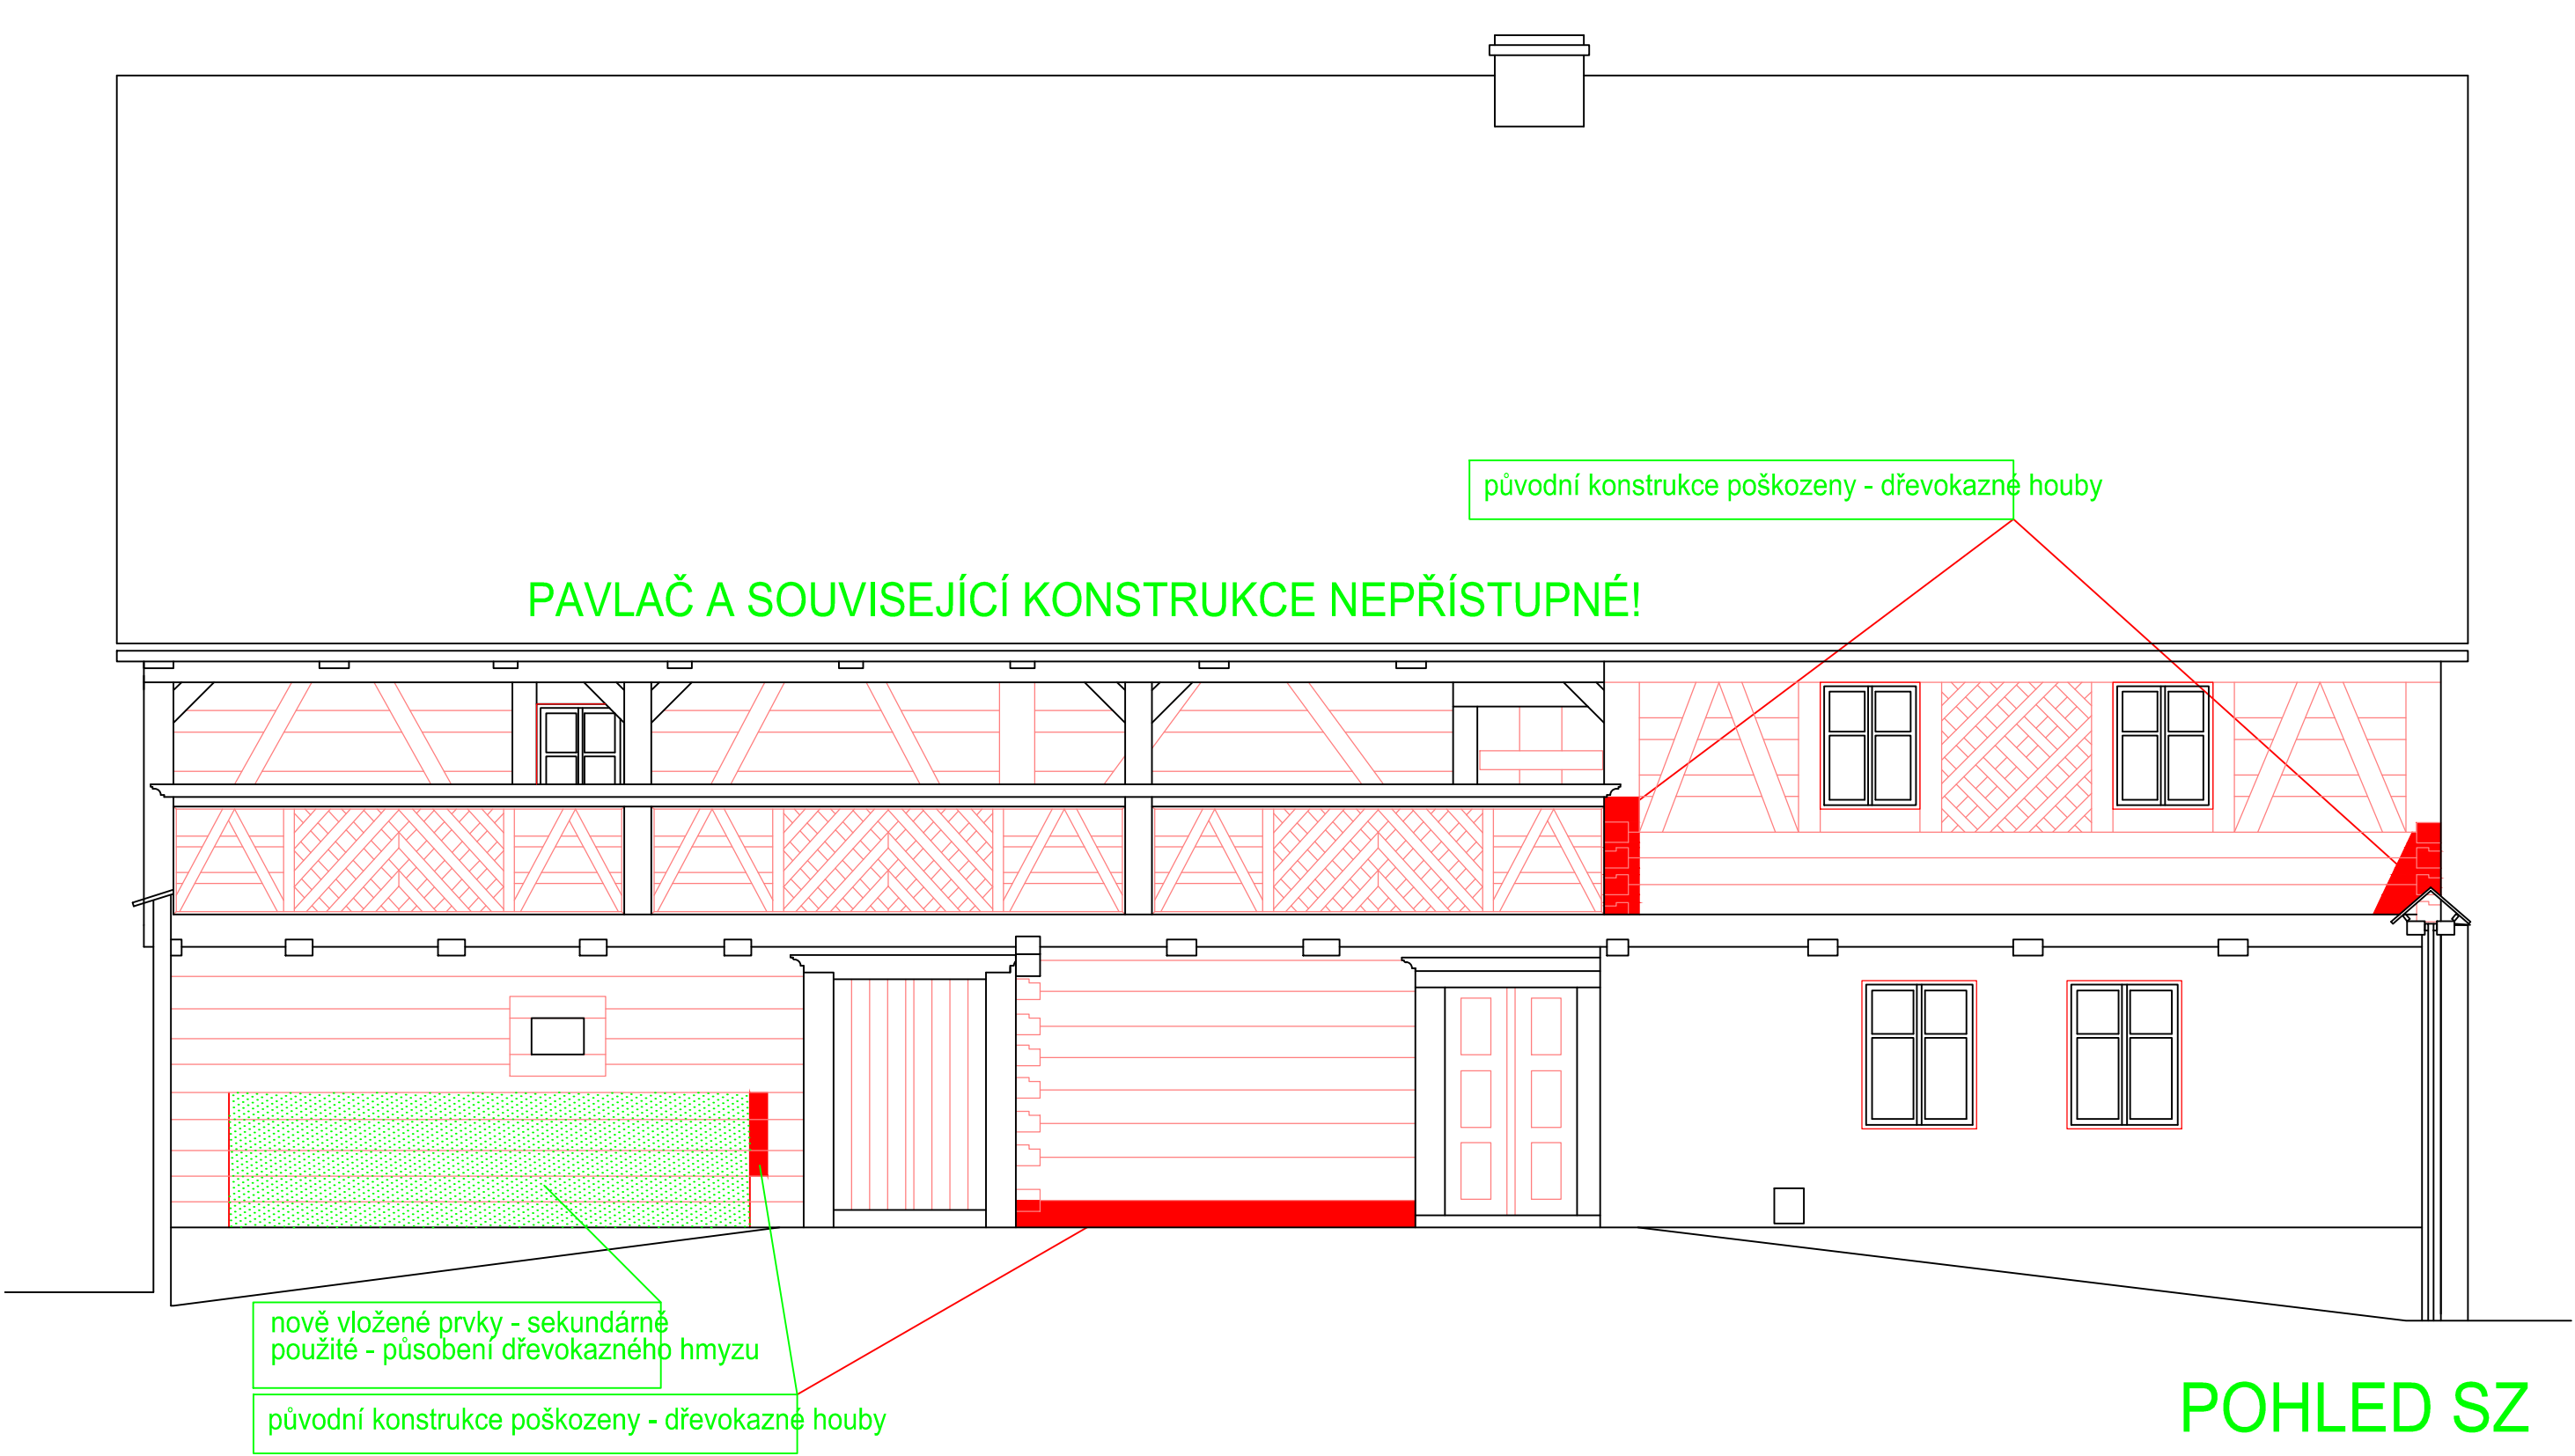 původní konstrukce poškozeny - dřevokazné houby
PAVLAČ A SOUVISEJÍCÍ KONSTRUKCE NEPŘÍSTUPNÉ!
nově vložené prvky - sekundárně
použité - působení dřevokazného hmyzu
původní konstrukce poškozeny - dřevokazné houby
POHLED SZ